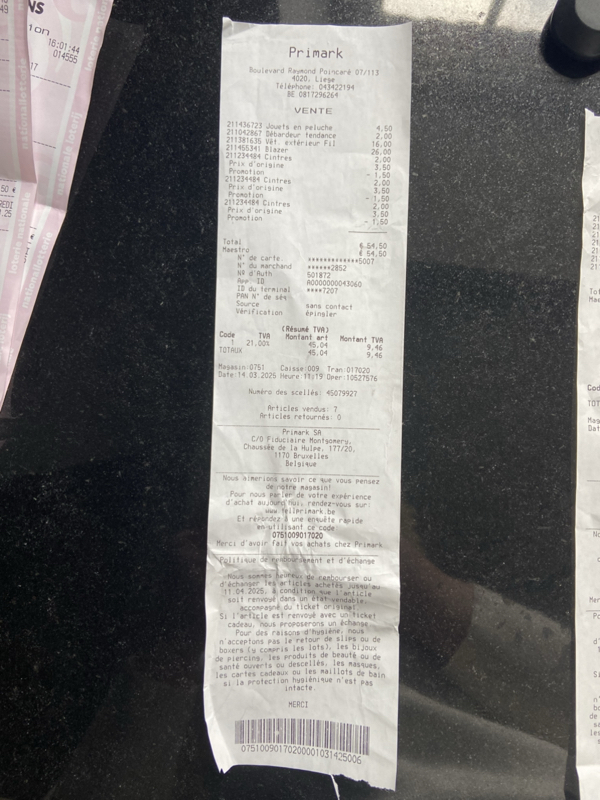 NS
16:01:44
014555
17
Primark
Boulevard Raymond Poincaré 07/113
4020, Liege
Téléphone: 043422194
BE 0817296264
VENTE
211436723 Jouets en peluche 4,50
211042867 Débardeur tendance 2,00
211381635 Vêt. extérieur Fil 16,00
211455341 Blazer 26,00
211234484 Cintres 2,00
Prix d'origine 3,50
Promotion - 1,50
211234484 Cintres 2,00
Prix d'origine 3,50
Promotion - 1,50
211234484 Cintres 2,00
Prix d'origine 3,50
Promotion - 1,50
Total € 54,50
Maestro € 54,50
N° de carte. ************5007
N° du marchand ******2852
N° d'Auth 501872
App ID A0000000043060
ID du terminal ****7207
PAN N° de séq
Source sans contact
Vérification épingler
(Résumé TVA)
Code TVA Montant art Montant TVA
1 21.00% 45.04 9.46
TOTAUX 45.04 9.46
Magasin:0751 Caisse:009 Tran:017020
Date:14.03.2025 Heure:11:19 Oper:10527576
Numéro des scellés: 45079927
Articles vendus: 7
Articles retournés: 0
Primark SA
C/O Fiduciaire Montgomery,
Chaussée de la Hulpe, 177/20,
1170 Bruxelles
Belgique
Nous aimerions savoir ce que vous pensez
de notre magasin!
Pour nous parler de votre expérience
d'achat aujourd'hui, rendez-vous sur:
www.tellprimark.be
Et répondez à une enquête rapide
en utilisant ce code
0751009017020
Merci d'avoir fait vos achats chez Primark
Politique de remboursement et d'échange
Nous sommes heureux de rembourser ou
d'échanger les articles achetés jusqu'au
11.04.2025, à condition que l'article
soit renvoyé dans un état vendable,
accompagné du ticket original.
Si l'article est renvoyé avec un ticket
cadeau, nous proposerons un échange.
Pour des raisons d'hygiène, nous
n'acceptons pas le retour de slips ou de
boxers (y compris les lots), les bijoux
de piercing, les produits de beauté ou de
santé ouverts ou descellés, les masques,
les cartes cadeaux ou les maillots de bain
si la protection hygiénique n'est pas
intacte.
MERCI
07510090170200001031425006